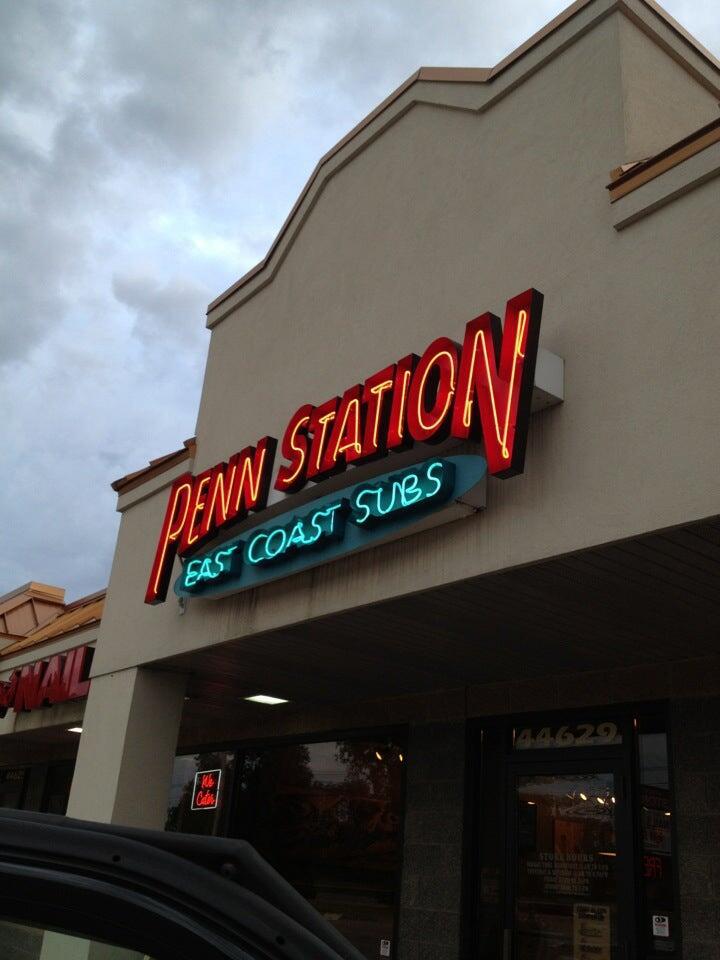 PENN STATION
EAST COAST SUBS
NAIL
We
Cater
44629
STORE HOURS